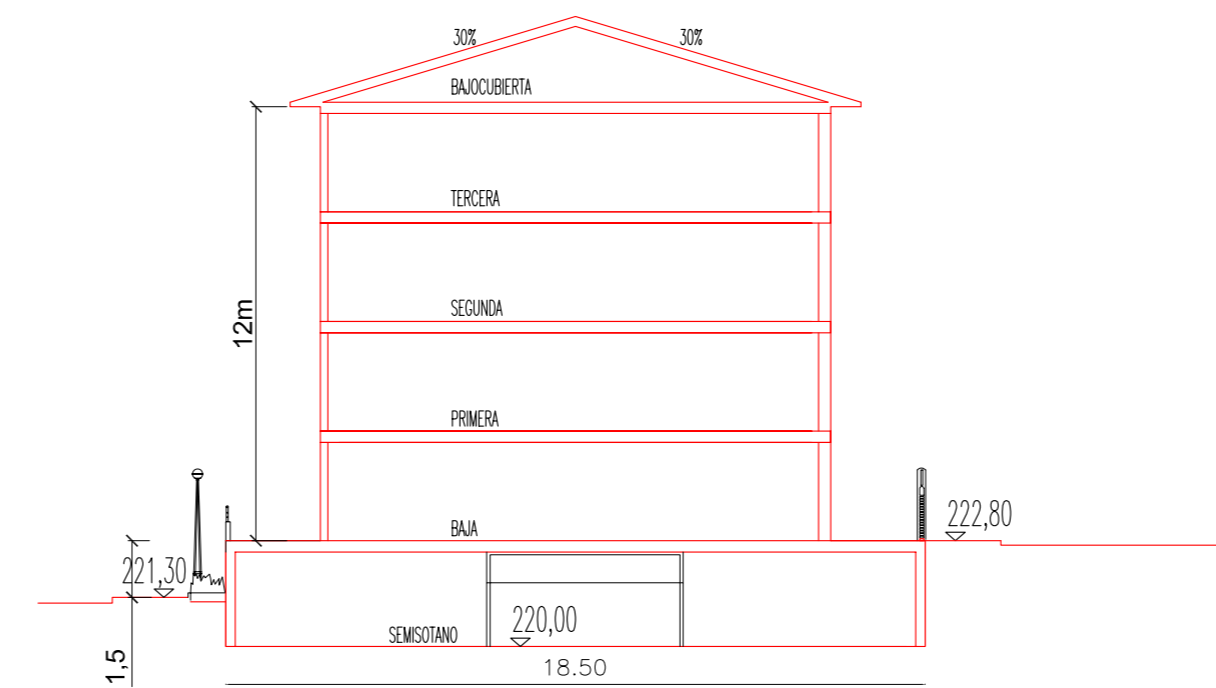 30%
30%
BAJOCUBIERTA
TERCERA
12m
SEGUNDA
PRIMERA
BAJA
222,80
221,30
220,00
SEMISOTANO
1,5
18.50